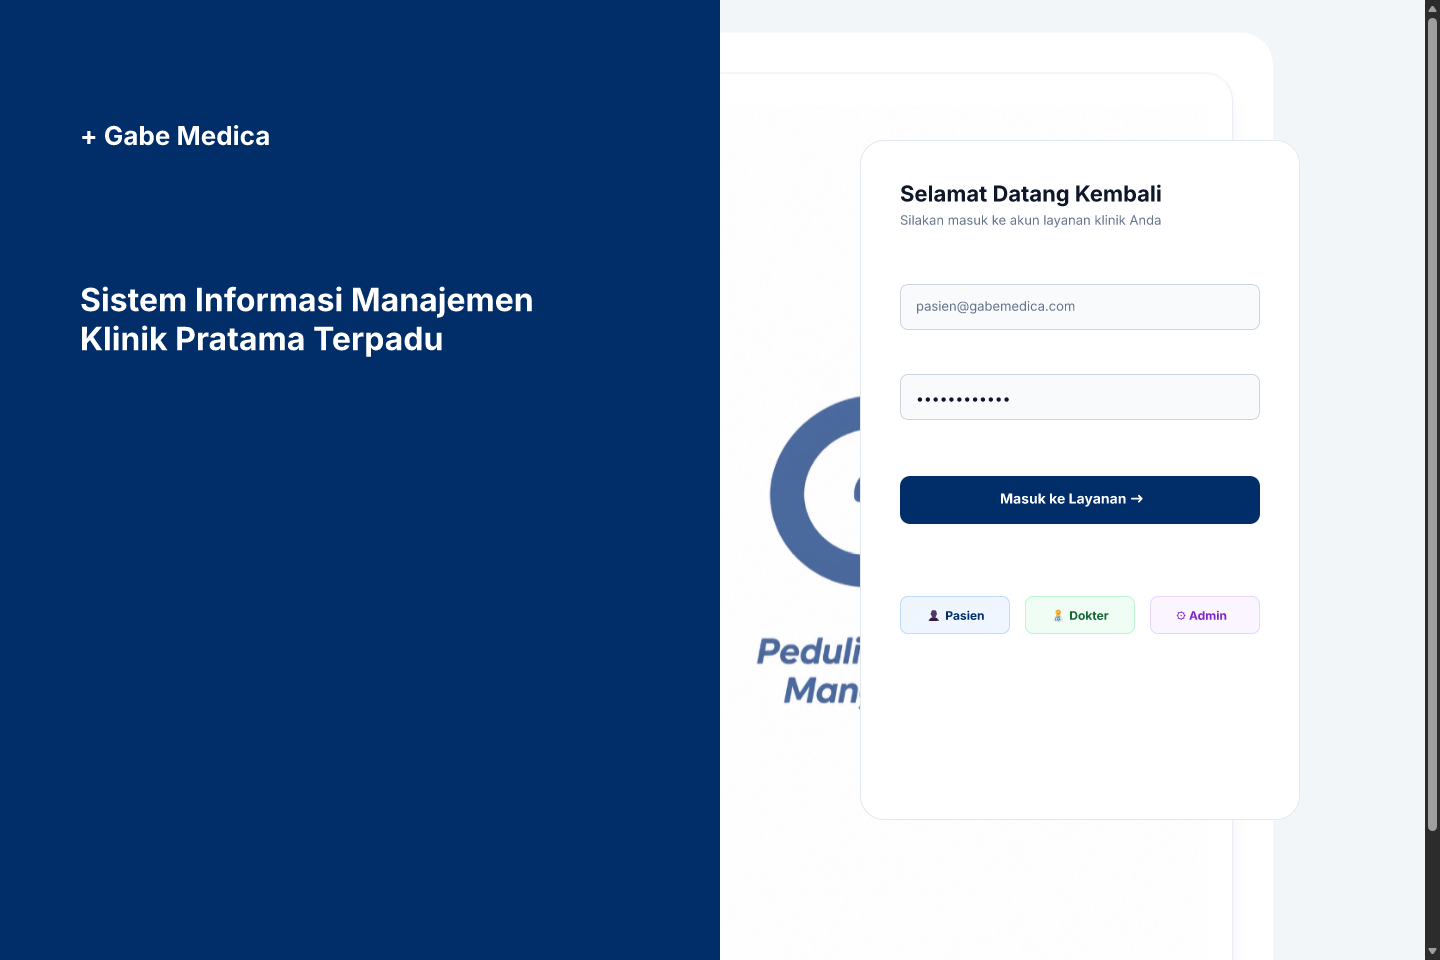 + Gabe Medica
Sistem Informasi Manajemen
Klinik Pratama Terpadu
Selamat Datang Kembali
Silakan masuk ke akun layanan klinik Anda
pasien@gabemedica.com
••••••••••••
Masuk ke Layanan →
Pasien
Dokter
Admin
Peduli